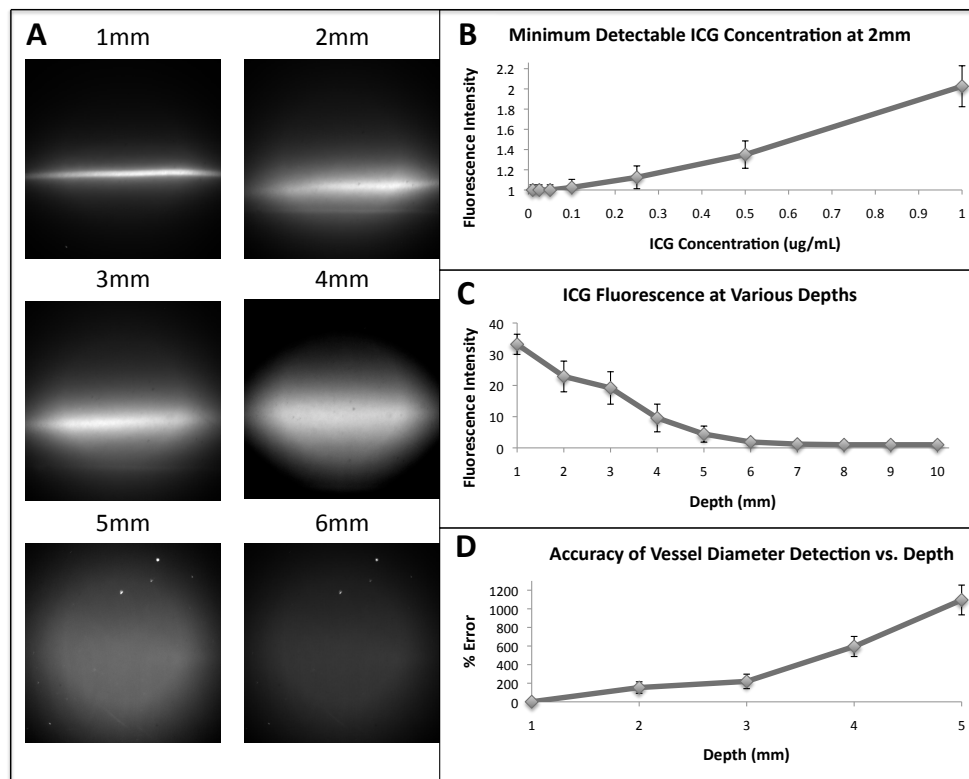 A
1mm 2mm
3mm 4mm
5mm 6mm
B Minimum Detectable ICG Concentration at 2mm
Fluorescence Intensity
2.2
2
1.8
1.6
1.4
1.2
1
0 0.1 0.2 0.3 0.4 0.5 0.6 0.7 0.8 0.9 1
ICG Concentration (ug/mL)
C ICG Fluorescence at Various Depths
Fluorescence Intensity
40
30
20
10
0
1 2 3 4 5 6 7 8 9 10
Depth (mm)
D Accuracy of Vessel Diameter Detection vs. Depth
% Error
1200
1000
800
600
400
200
0
1 2 3 4 5
Depth (mm)